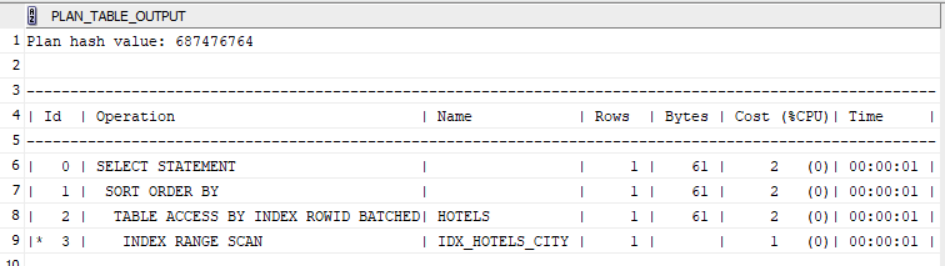 PLAN_TABLE_OUTPUT
1 Plan hash value: 687476764
2
3 ---------------------------------------------------------------------------------------------------
4 | Id | Operation | Name | Rows | Bytes | Cost (%CPU)| Time |
5 ---------------------------------------------------------------------------------------------------
6 | 0 | SELECT STATEMENT | | 1 | 61 | 2 (0)| 00:00:01 |
7 | 1 | SORT ORDER BY | | 1 | 61 | 2 (0)| 00:00:01 |
8 | 2 | TABLE ACCESS BY INDEX ROWID BATCHED| HOTELS | 1 | 61 | 2 (0)| 00:00:01 |
9 |* 3 | INDEX RANGE SCAN | IDX_HOTELS_CITY | 1 | | 1 (0)| 00:00:01 |
10